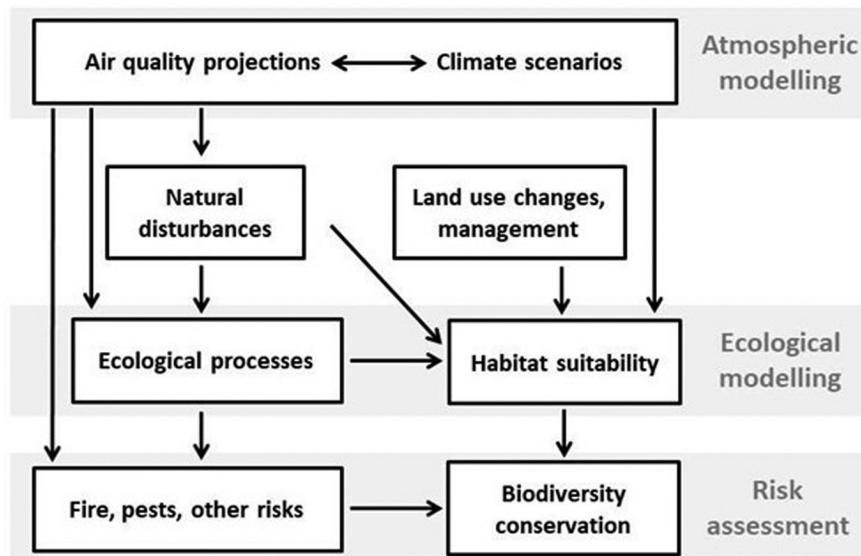 Air quality projections Climate scenarios
Atmospheric
modelling
Natural
disturbances
Land use changes,
management
Ecological processes
Habitat suitability
Ecological
modelling
Fire, pests, other risks
Biodiversity
conservation
Risk
assessment